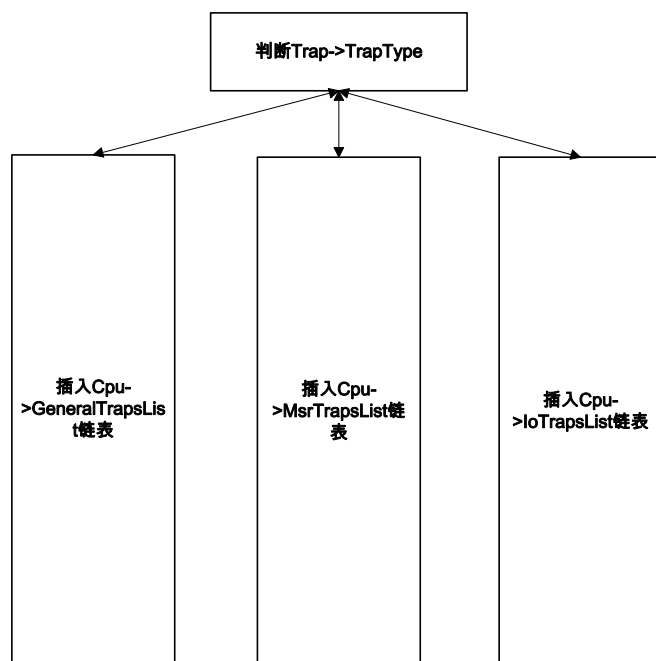 判断Trap->TrapType
插入Cpu-
>GeneralTrapsLis
t链表
插入Cpu-
>MsrTrapsList链
表
插入Cpu-
>IoTrapsList链表